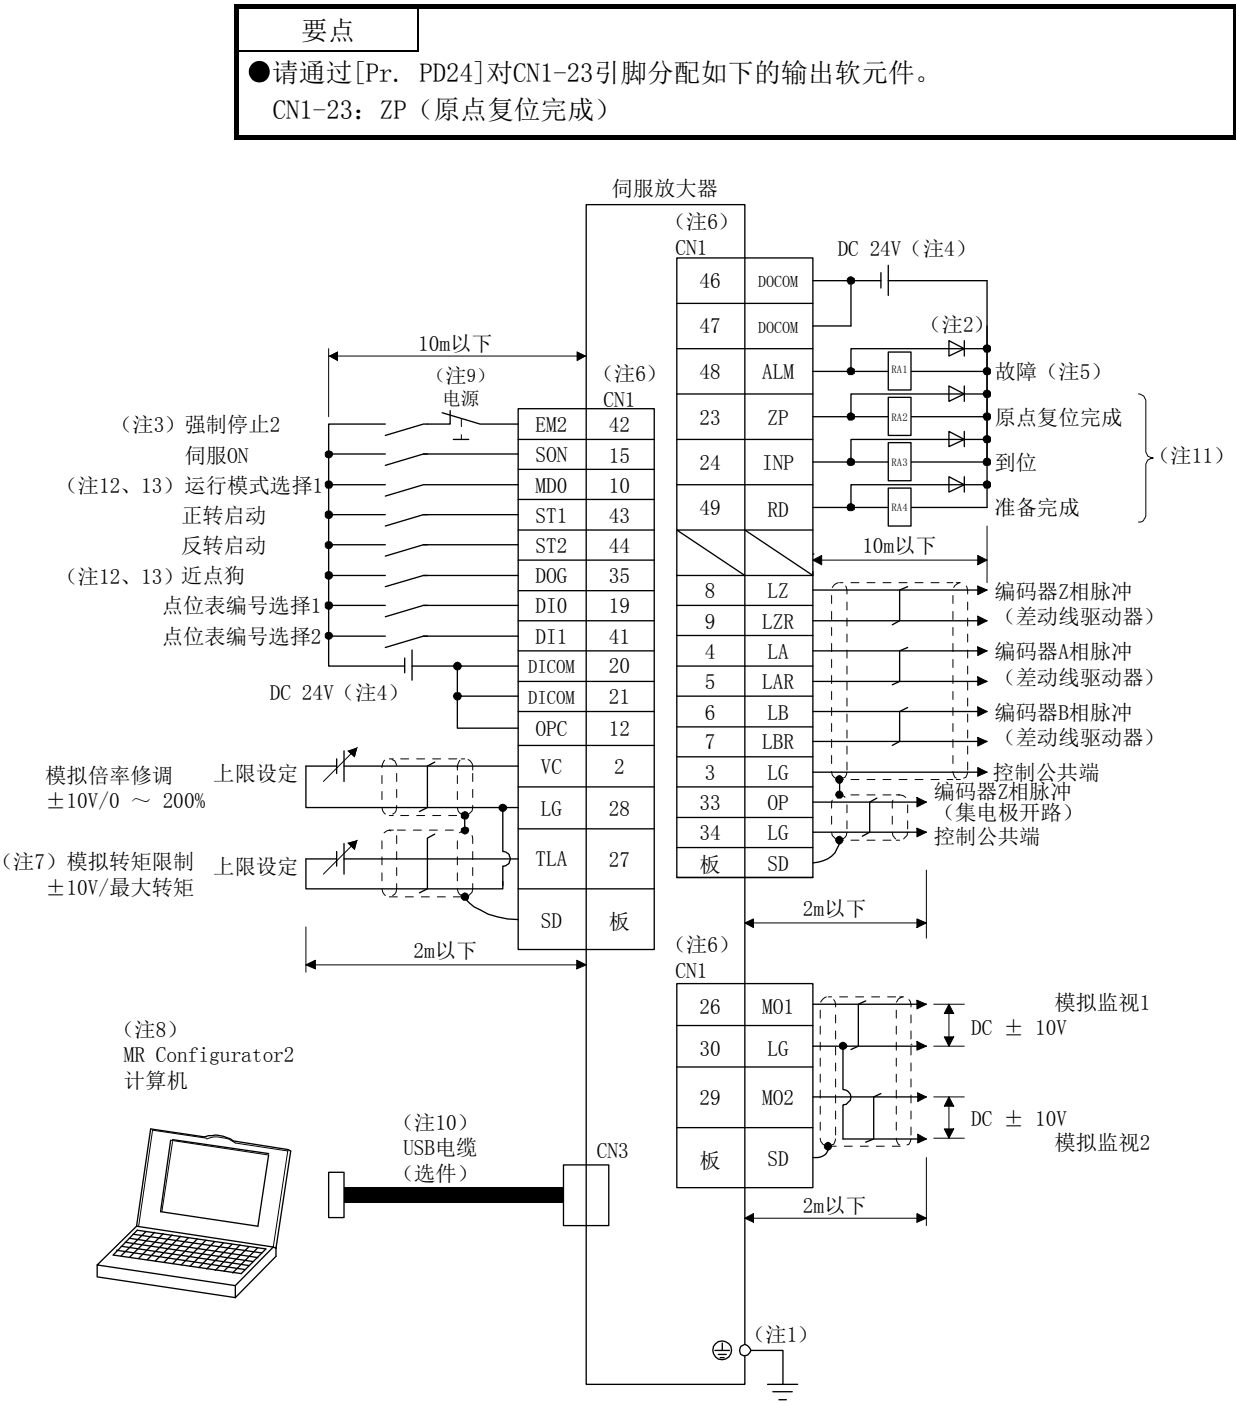 要点
●请通过[Pr. PD24]对CN1-23引脚分配如下的输出软元件。
CN1-23：ZP（原点复位完成）
伺服放大器
（注6）
CN1
DC 24V（注4）
46 DOCOM
47 DOCOM
（注2）
48 ALM RA1 故障（注5）
23 ZP RA2 原点复位完成
24 INP RA3 到位
（注11）
49 RD RA4 准备完成
10m以下
8 LZ 编码器Z相脉冲
9 LZR （差动线驱动器）
4 LA 编码器A相脉冲
5 LAR （差动线驱动器）
6 LB 编码器B相脉冲
7 LBR （差动线驱动器）
3 LG 控制公共端
33 OP 编码器Z相脉冲
（集电极开路）
34 LG 控制公共端
板 SD
2m以下
10m以下
（注9）
电源
（注6）
CN1
（注3）强制停止2 EM2 42
伺服ON SON 15
（注12、13）运行模式选择1 MD0 10
正转启动 ST1 43
反转启动 ST2 44
（注12、13）近点狗 DOG 35
点位表编号选择1 DI0 19
点位表编号选择2 DI1 41
DICOM 20
DC 24V（注4） DICOM 21
OPC 12
模拟倍率修调 上限设定 VC 2
±10V/0 ～ 200%
LG 28
（注7）模拟转矩限制 上限设定 TLA 27
±10V/最大转矩
SD 板
2m以下
（注6）
CN1
26 MO1 模拟监视1
DC ± 10V
30 LG
29 MO2
DC ± 10V
模拟监视2
板 SD
2m以下
（注8）
MR Configurator2
计算机
（注10）
USB电缆
（选件）
CN3
（注1）